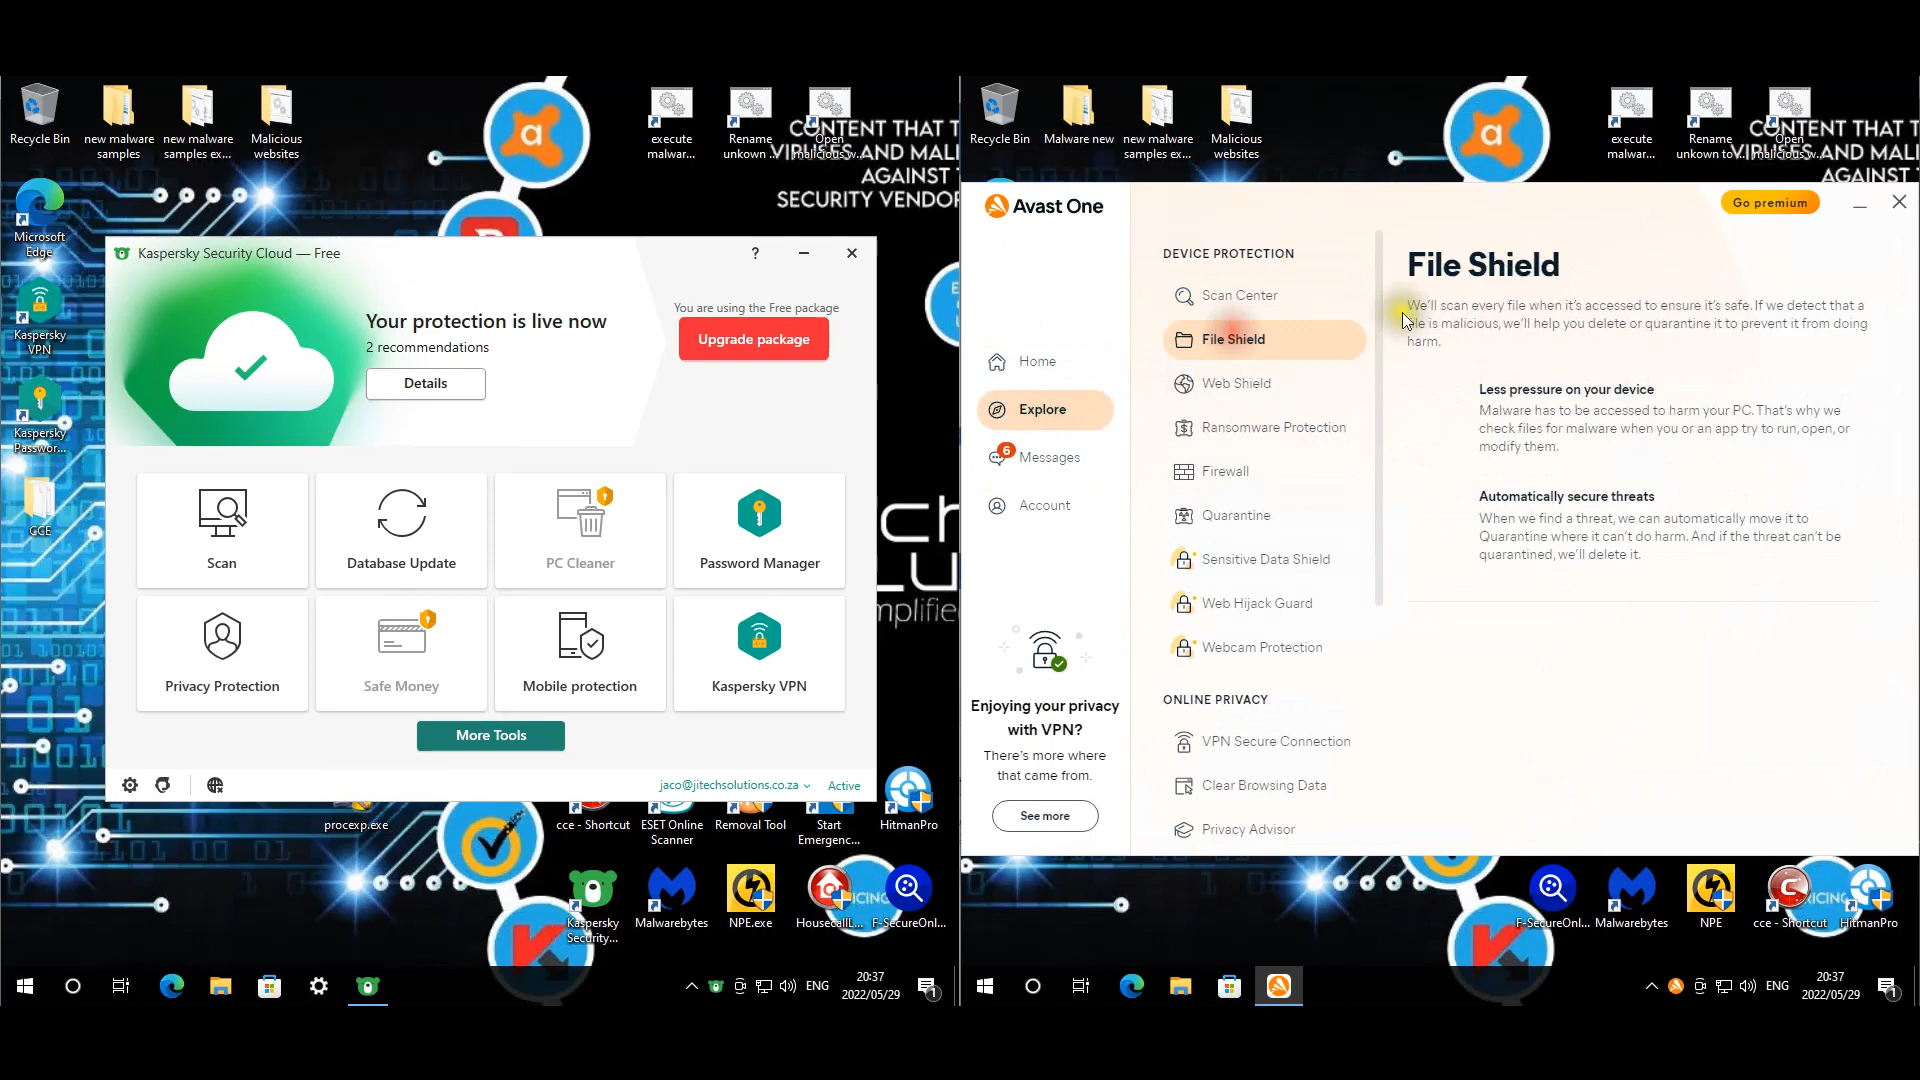 Recycle Bin
new malware
samples
new malware
samples ex...
Malicious
websites
execute
malwar...
Rename
unkown ...
Open
malicious w...
CONTENT THAT T
VIRUSES AND MALI
AGAINST T
SECURITY VENDOR
Microsoft
Edge
Kaspersky
VPN
Kaspersky
Passwor...
CCE
Kaspersky Security Cloud — Free
?
Your protection is live now
2 recommendations
Details
You are using the Free package
Upgrade package
Scan
Database Update
PC Cleaner
Password Manager
Privacy Protection
Safe Money
Mobile protection
Kaspersky VPN
More Tools
jaco@jitechsolutions.co.za
Active
procexp.exe
cce - Shortcut
ESET Online
Scanner
Removal Tool
Start
Emergenc...
HitmanPro
Kaspersky
Security...
Malwarebytes
NPE.exe
HousecallL...
F-SecureOnl...
ENG
20:37
2022/05/29
1
Recycle Bin
Malware new
new malware
samples ex...
Malicious
websites
execute
malwar...
Rename
unkown to ...
Open
malicious w...
CONTENT THAT T
VIRUSES AND MALI
AGAINST T
Avast One
Go premium
Home
Explore
6
Messages
Account
Enjoying your privacy
with VPN?
There's more where
that came from.
See more
DEVICE PROTECTION
Scan Center
File Shield
Web Shield
Ransomware Protection
Firewall
Quarantine
Sensitive Data Shield
Web Hijack Guard
Webcam Protection
ONLINE PRIVACY
VPN Secure Connection
Clear Browsing Data
Privacy Advisor
File Shield
We'll scan every file when it's accessed to ensure it's safe. If we detect that a
file is malicious, we'll help you delete or quarantine it to prevent it from doing
harm.
Less pressure on your device
Malware has to be accessed to harm your PC. That's why we
check files for malware when you or an app try to run, open, or
modify them.
Automatically secure threats
When we find a threat, we can automatically move it to
Quarantine where it can't do harm. And if the threat can't be
quarantined, we'll delete it.
F-SecureOnl...
Malwarebytes
NPE
cce - Shortcut
HitmanPro
ENG
20:37
2022/05/29
1